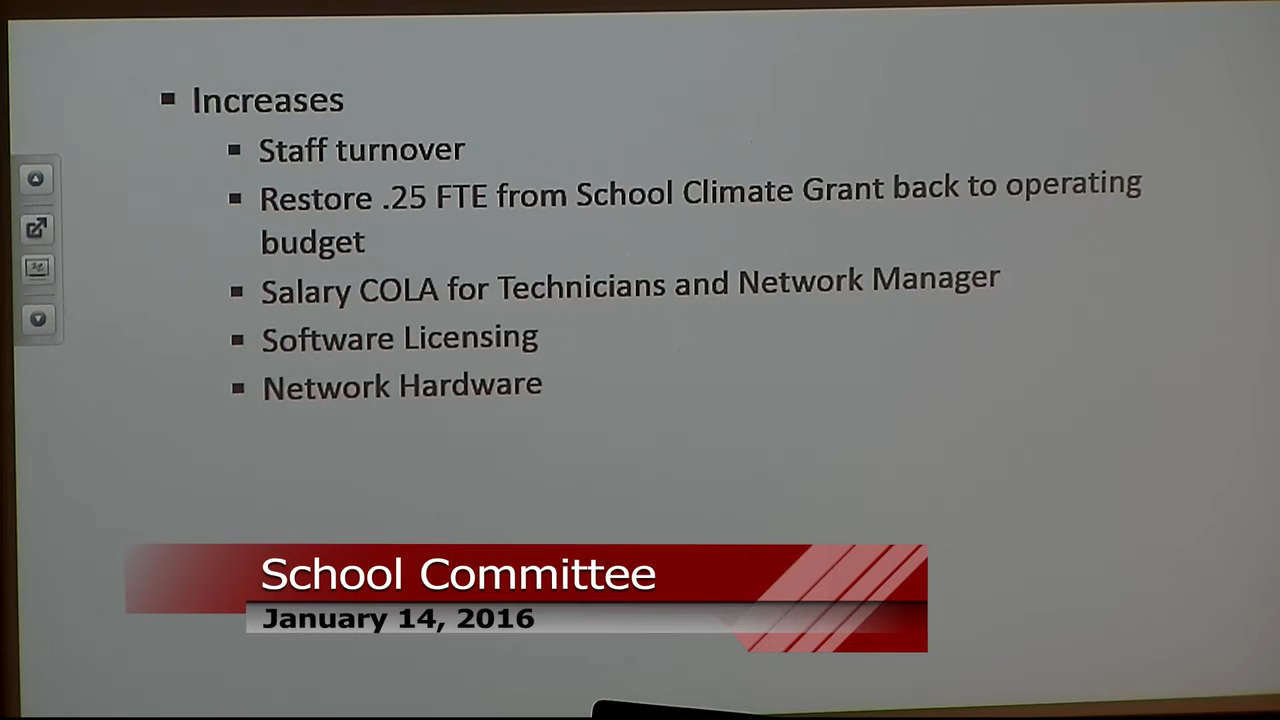 ▪ Increases
▪ Staff turnover
▪ Restore .25 FTE from School Climate Grant back to operating
budget
▪ Salary COLA for Technicians and Network Manager
▪ Software Licensing
▪ Network Hardware
School Committee
January 14, 2016